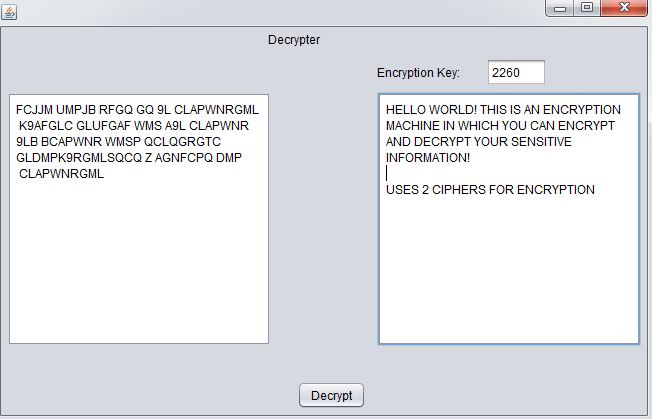 Decrypter
Encryption Key:
2260
FCJJM UMPJB RFGQ GQ 9L CLAPWNRGML
K9AFGLC GLUFGAF WMS A9L CLAPWNR
9LB BCAPWNR WMSP QCLQGRGTC
GLDMPK9RGMLSQCQ Z AGNFCPQ DMP
CLAPWNRGML
HELLO WORLD! THIS IS AN ENCRYPTION
MACHINE IN WHICH YOU CAN ENCRYPT
AND DECRYPT YOUR SENSITIVE
INFORMATION!
USES 2 CIPHERS FOR ENCRYPTION
Decrypt